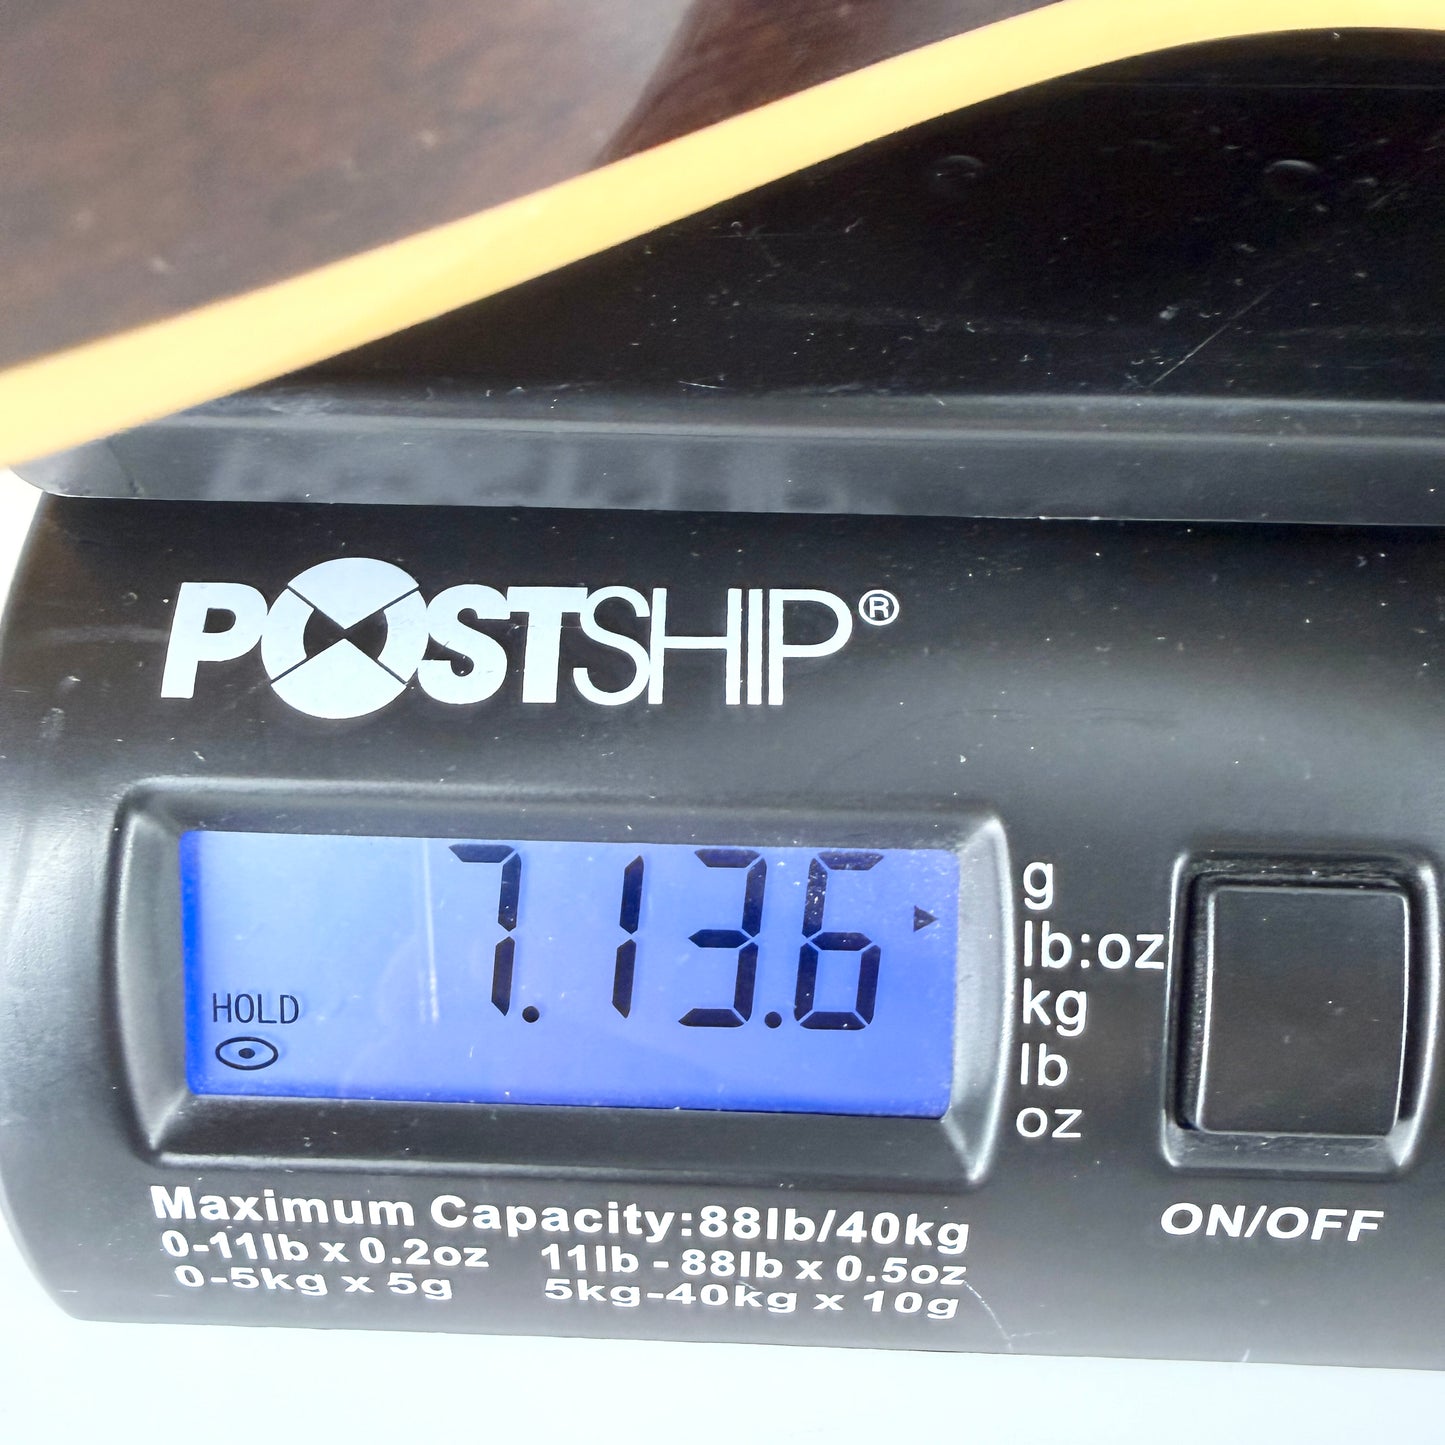 POSTSHIP®
7.13.6
HOLD
g
lb:oz
kg
lb
oz
ON/OFF
Maximum Capacity:88lb/40kg
0-11lb x 0.2oz 11lb - 88lb x 0.5oz
0-5kg x 5g 5kg-40kg x 10g